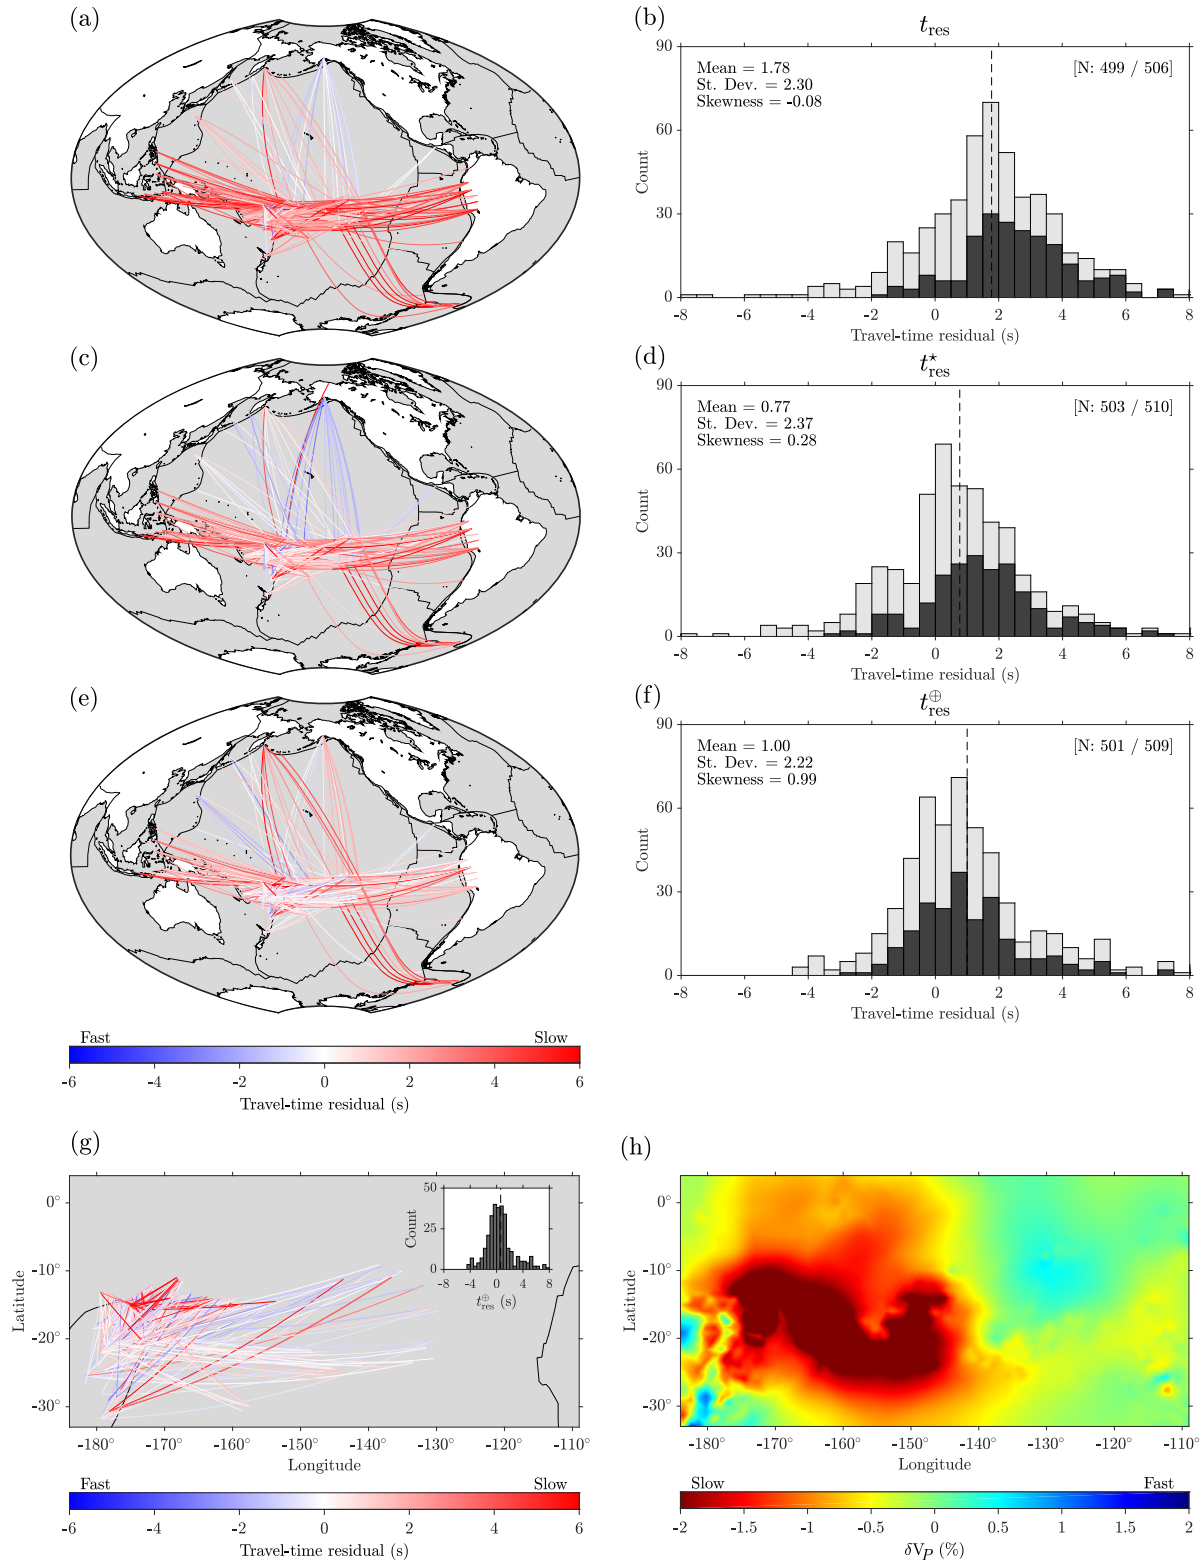 (a)
(b)
t_res
90
60
30
0
Count
Mean = 1.78
St. Dev. = 2.30
Skewness = -0.08
[N: 499 / 506]
-8 -6 -4 -2 0 2 4 6 8
Travel-time residual (s)
(c)
(d)
t⋆_res
90
60
30
0
Count
Mean = 0.77
St. Dev. = 2.37
Skewness = 0.28
[N: 503 / 510]
-8 -6 -4 -2 0 2 4 6 8
Travel-time residual (s)
(e)
(f)
t⊕_res
90
60
30
0
Count
Mean = 1.00
St. Dev. = 2.22
Skewness = 0.99
[N: 501 / 509]
-8 -6 -4 -2 0 2 4 6 8
Travel-time residual (s)
Fast Slow
-6 -4 -2 0 2 4 6
Travel-time residual (s)
(g)
0°
-10°
-20°
-30°
Latitude
50
25
0
Count
-8 -4 0 4 8
t⊕_res (s)
-180° -170° -160° -150° -140° -130° -120° -110°
Longitude
Fast Slow
-6 -4 -2 0 2 4 6
Travel-time residual (s)
(h)
0°
-10°
-20°
-30°
Latitude
-180° -170° -160° -150° -140° -130° -120° -110°
Longitude
Slow Fast
-2 -1.5 -1 -0.5 0 0.5 1 1.5 2
δV_P (%)